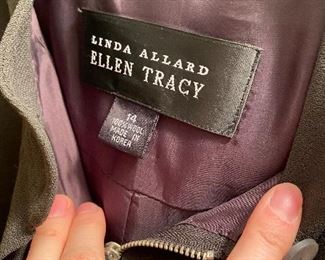 LINDA ALLARD
ELLEN TRACY
14
100% WOOL
MADE IN
KOREA